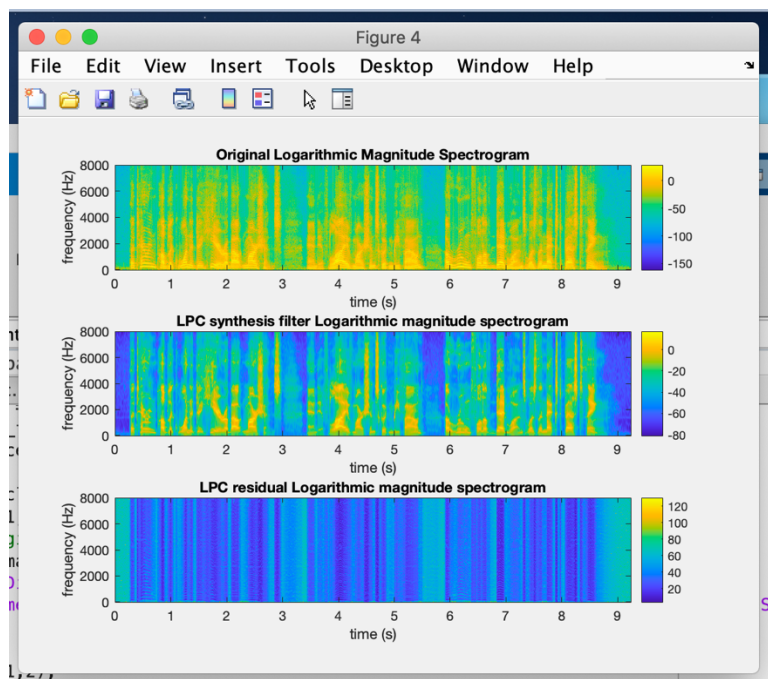 Figure 4
File Edit View Insert Tools Desktop Window Help
Original Logarithmic Magnitude Spectrogram
frequency (Hz)
8000
6000
4000
2000
0
0 1 2 3 4 5 6 7 8 9
time (s)
0
-50
-100
-150
LPC synthesis filter Logarithmic magnitude spectrogram
frequency (Hz)
8000
6000
4000
2000
0
0 1 2 3 4 5 6 7 8 9
time (s)
0
-20
-40
-60
-80
LPC residual Logarithmic magnitude spectrogram
frequency (Hz)
8000
6000
4000
2000
0
0 1 2 3 4 5 6 7 8 9
time (s)
120
100
80
60
40
20